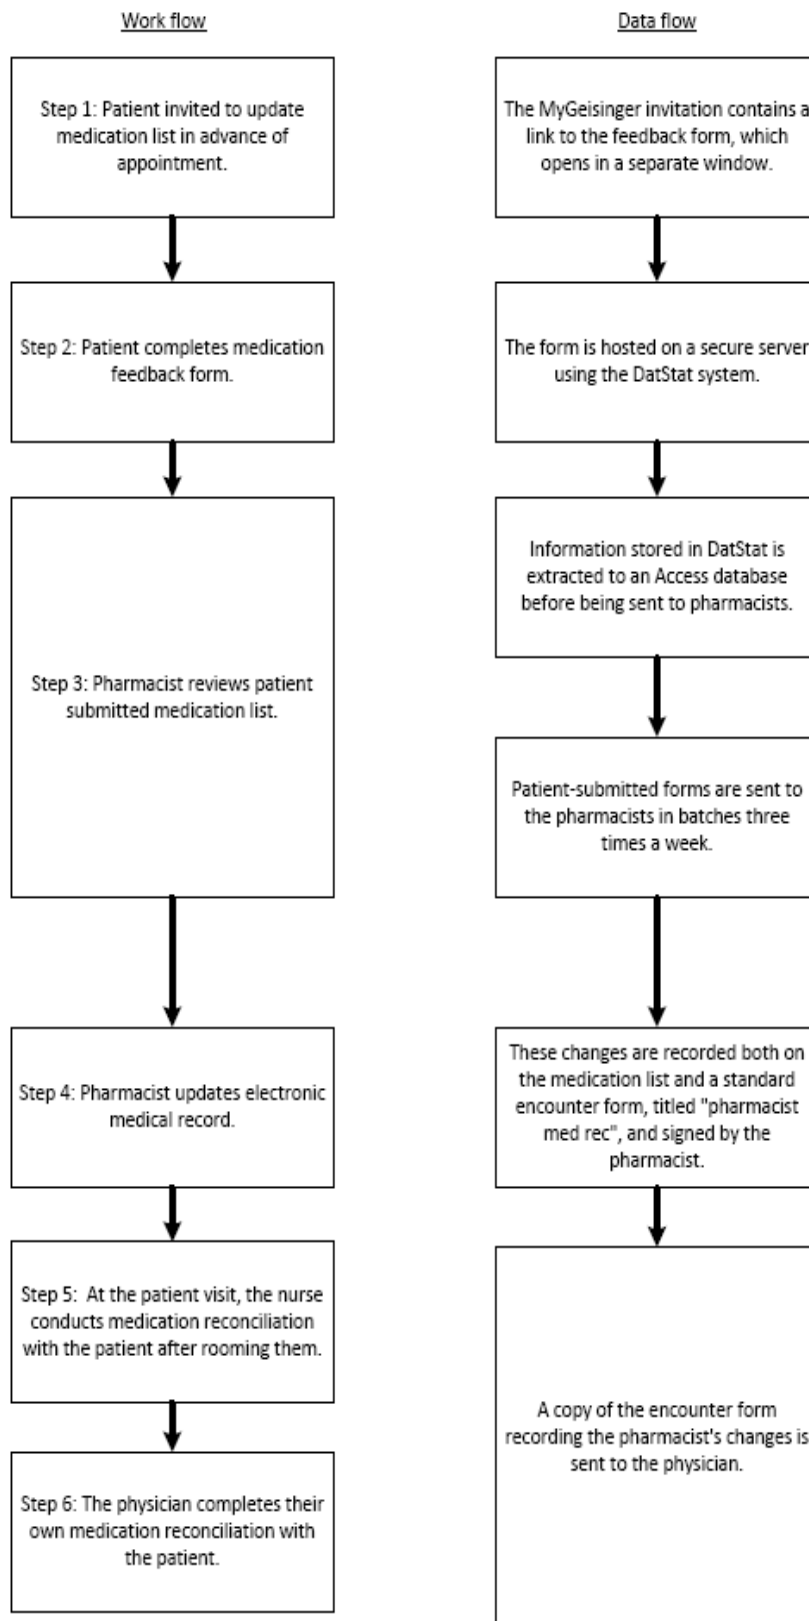 Work flow
Step 1: Patient invited to update
medication list in advance of
appointment.
Step 2: Patient completes medication
feedback form.
Step 3: Pharmacist reviews patient
submitted medication list.
Step 4: Pharmacist updates electronic
medical record.
Step 5:  At the patient visit, the nurse
conducts medication reconciliation
with the patient after rooming them.
Step 6: The physician completes their
own medication reconciliation with
the patient.
Data flow
The MyGeisinger invitation contains a
link to the feedback form, which
opens in a separate window.
The form is hosted on a secure server
using the DatStat system.
Information stored in DatStat is
extracted to an Access database
before being sent to pharmacists.
Patient-submitted forms are sent to
the pharmacists in batches three
times a week.
These changes are recorded both on
the medication list and a standard
encounter form, titled "pharmacist
med rec", and signed by the
pharmacist.
A copy of the encounter form
recording the pharmacist's changes is
sent to the physician.